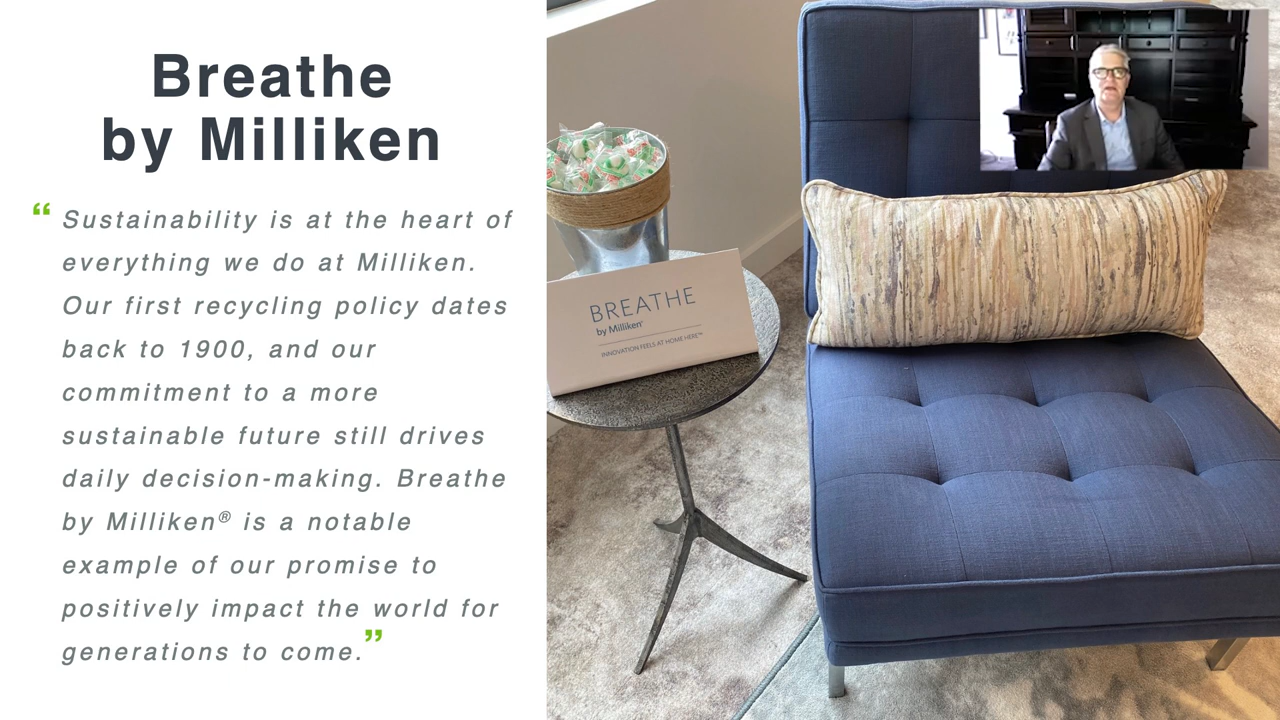 Breathe
by Milliken
“ Sustainability is at the heart of
everything we do at Milliken.
Our first recycling policy dates
back to 1900, and our
commitment to a more
sustainable future still drives
daily decision-making. Breathe
by Milliken® is a notable
example of our promise to
positively impact the world for
generations to come.”
BREATHE
by Milliken®
INNOVATION FEELS AT HOME HERE™